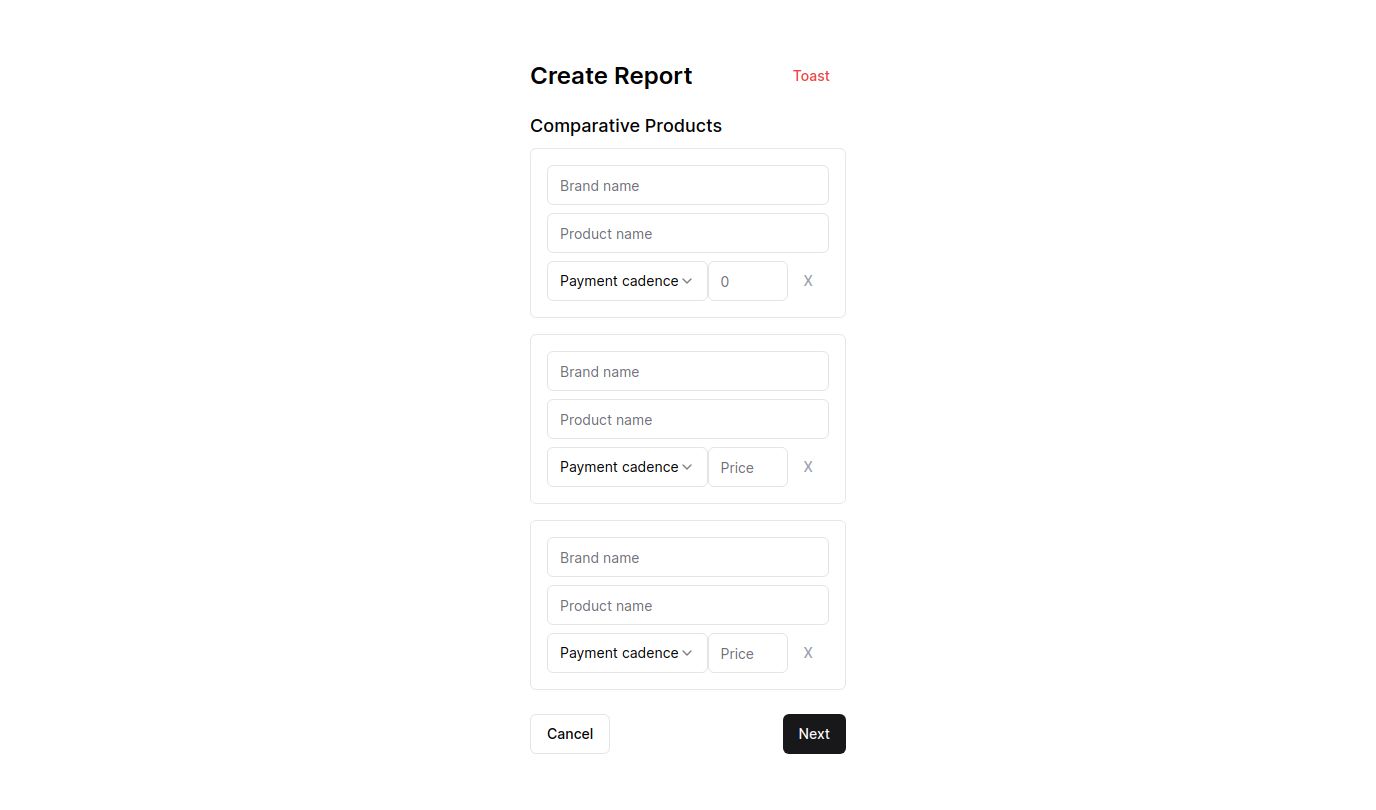 Create Report Toast
Comparative Products
Brand name
Product name
Payment cadence 0 X
Brand name
Product name
Payment cadence Price X
Brand name
Product name
Payment cadence Price X
Cancel Next